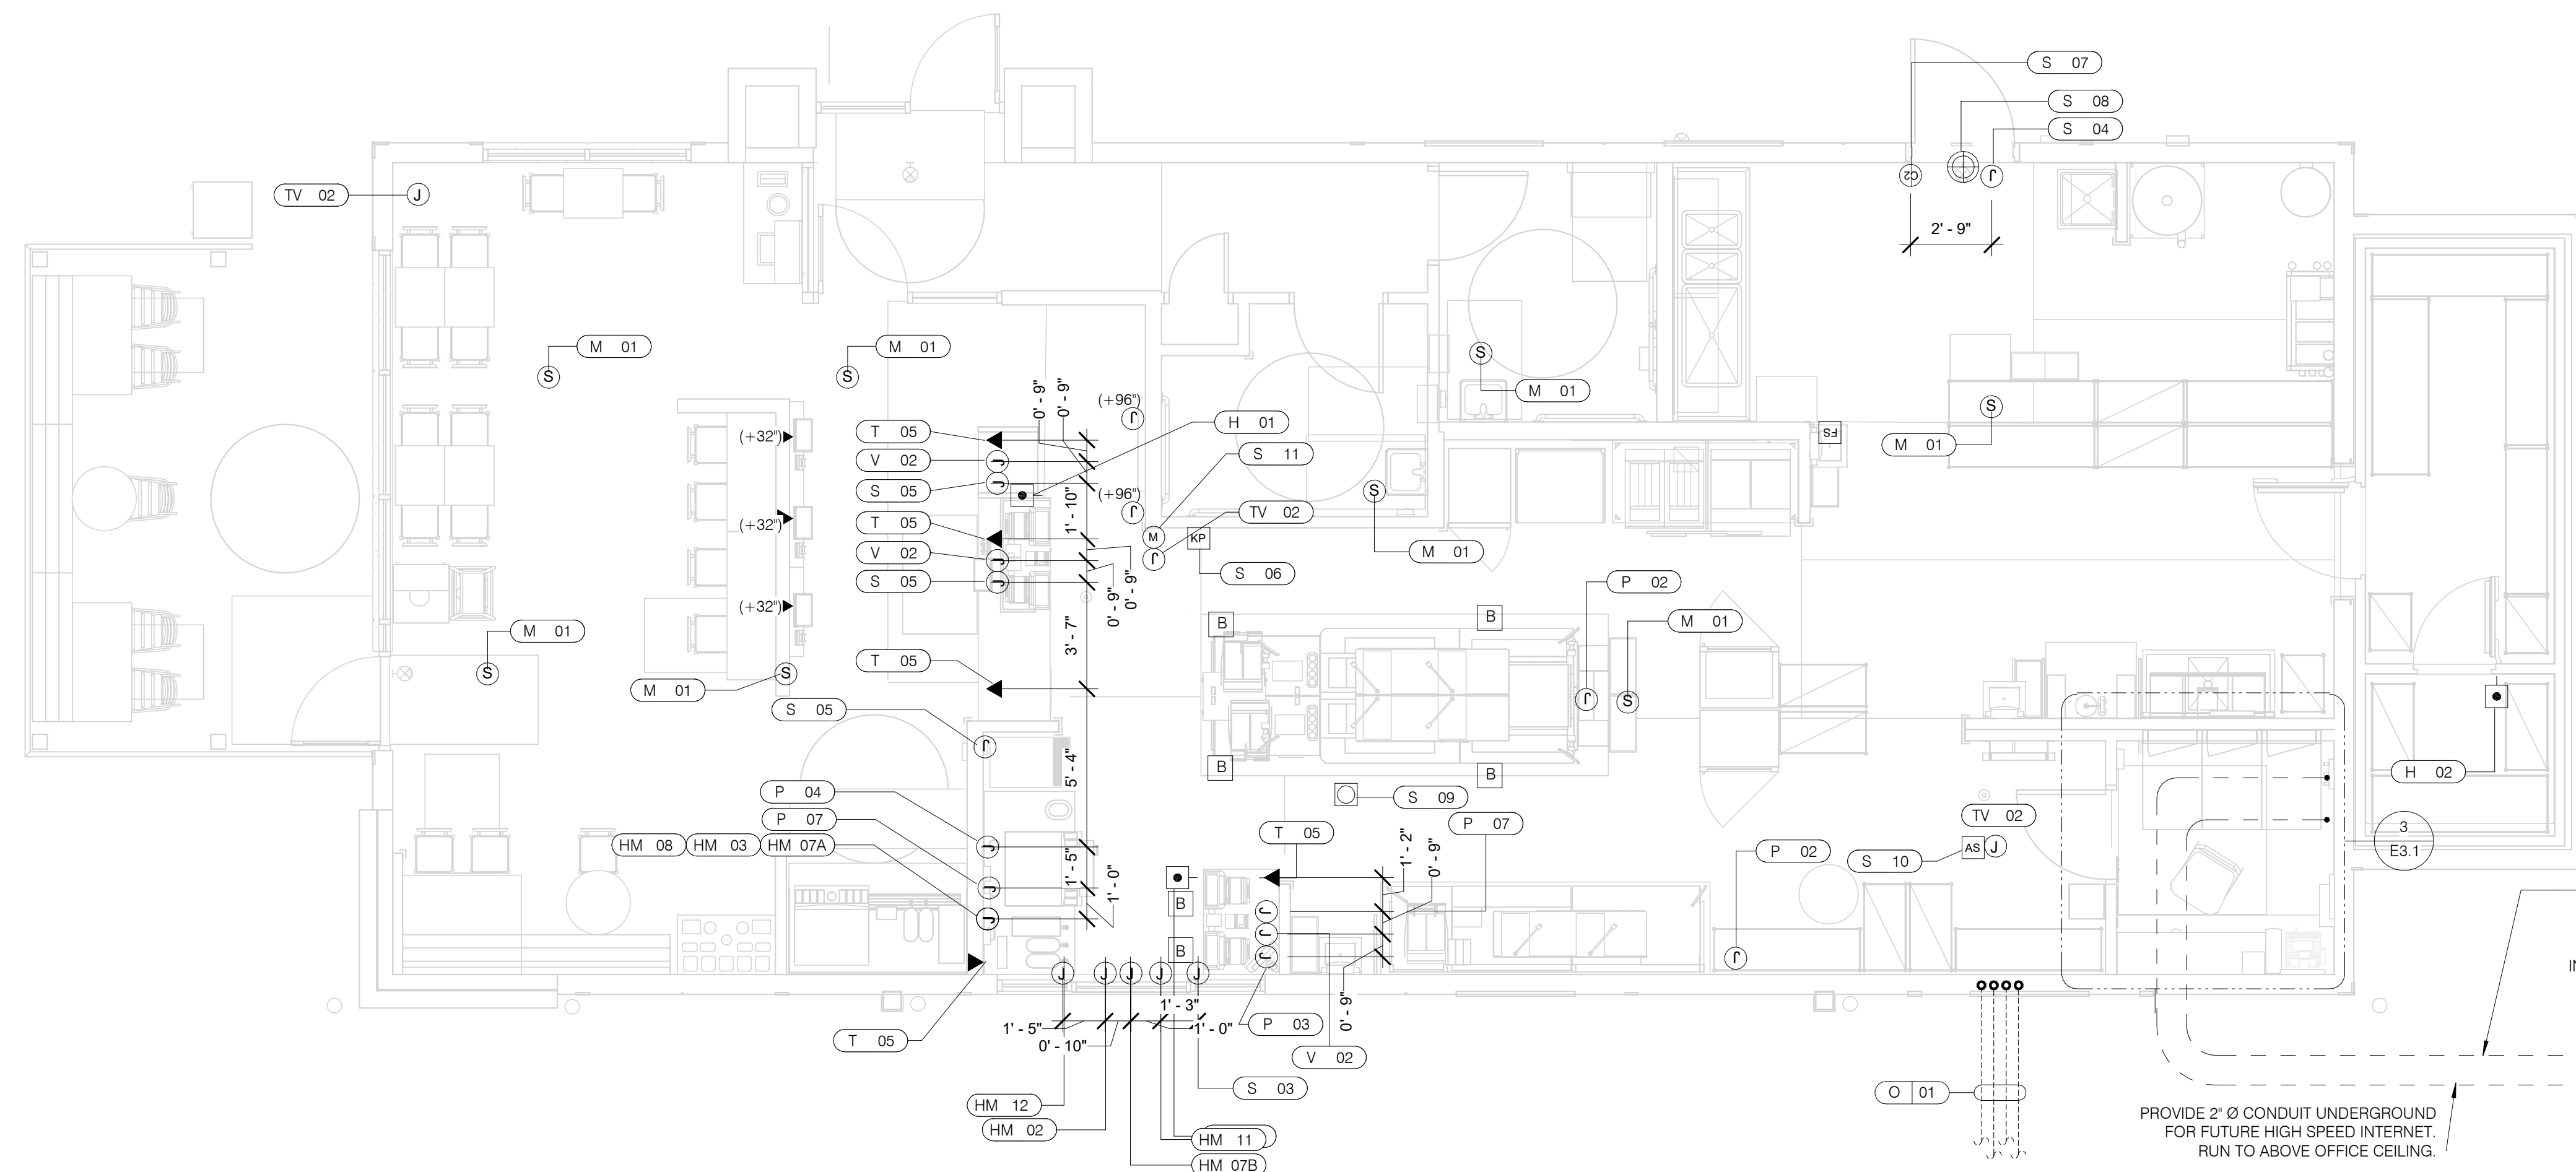 S 07
S 08
S 04
C2
J
TV 02
J
2' - 9"
M 01
S
M 01
S
S
M 01
S
M 01
0' - 9"
0' - 9"
(+96")
J
H 01
T 05
V 02
J
S 05
J
S 11
(+32")
FS
(+96")
J
1' - 10"
T 05
TV 02
(+32")
M
J
KP
S
M 01
V 02
J
S 05
J
S 06
0' - 9"
0' - 9"
P 02
(+32")
B
B
M 01
M 01
S
3' - 7"
T 05
S
M 01
J
S
S 05
J
5' - 4"
B
B
H 02
P 04
S 09
P 07
TV 02
3
E3.1
T 05
P 07
HM 08
HM 03
HM 07A
J
J
J
1' - 5"
1' - 0"
1' - 2"
0' - 9"
P 02
S 10
AS
J
B
B
J
J
J
J
J
J
J
J
J
J
IN
1' - 3"
1' - 5"
1' - 0"
0' - 10"
0' - 9"
P 03
T 05
V 02
S 03
O 01
HM 12
HM 02
HM 11
HM 07B
PROVIDE 2" Ø CONDUIT UNDERGROUND
FOR FUTURE HIGH SPEED INTERNET.
RUN TO ABOVE OFFICE CEILING.